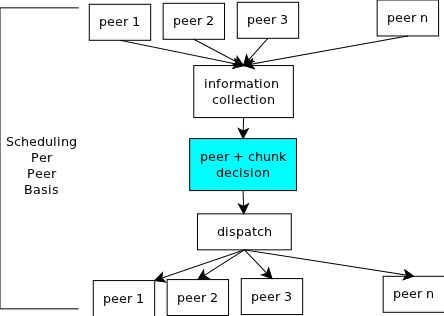 peer 1
peer 2
peer 3
peer n
information
collection
Scheduling
Per
Peer
Basis
peer + chunk
decision
dispatch
peer 1
peer 2
peer 3
peer n